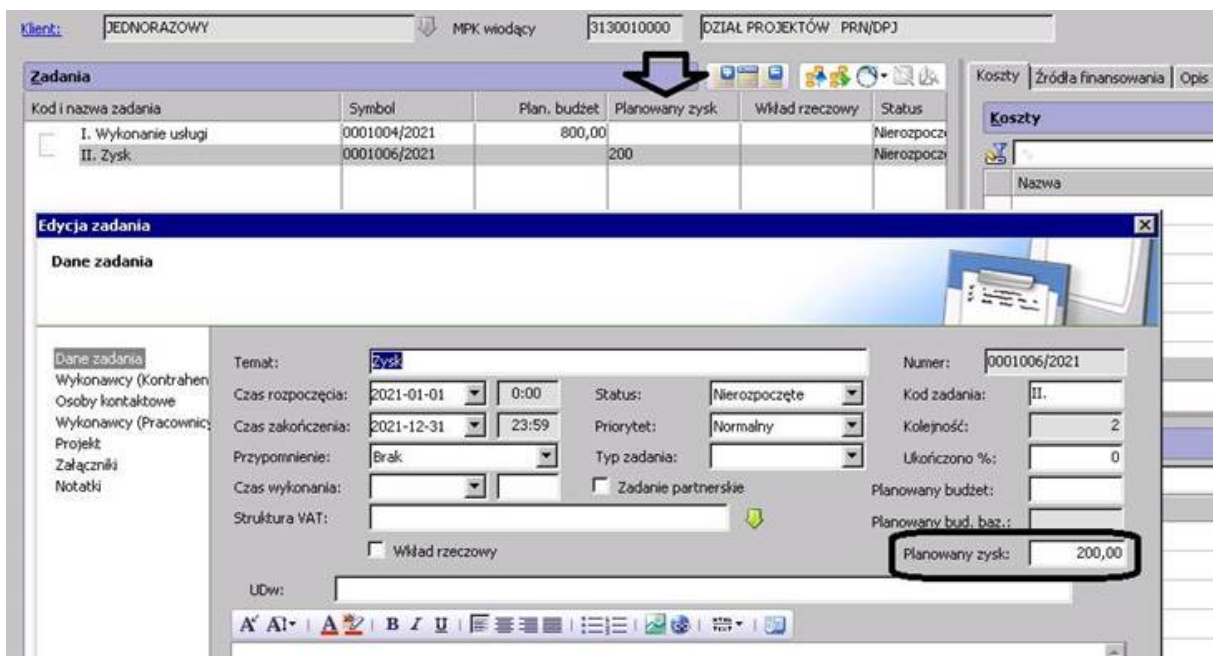 Klient: JEDNORAZOWY MPK wiodący 3130010000 DZIAŁ PROJEKTÓW PRN/DPJ
Zadania
Koszty Źródła finansowania Opis
Kod i nazwa zadania Symbol Plan. budżet Planowany zysk Wkład rzeczowy Status
Koszty
I. Wykonanie usługi 0001004/2021 800,00 Nierozpocz
II. Zysk 0001006/2021 200 Nierozpocz
Nazwa
Edycja zadania
Dane zadania
Dane zadania
Wykonawcy (Kontrahen
Osoby kontaktowe
Wykonawcy (Pracownicy
Projekt
Załączniki
Notatki
Temat: Zysk Numer: 0001006/2021
Czas rozpoczęcia: 2021-01-01 0:00 Status: Nierozpoczęte Kod zadania: II.
Czas zakończenia: 2021-12-31 23:59 Priorytet: Normalny Kolejność: 2
Przypomnienie: Brak Typ zadania: Ukończono %: 0
Czas wykonania: Zadanie partnerskie Planowany budżet:
Struktura VAT: Planowany bud. baz.:
Wkład rzeczowy Planowany zysk: 200,00
UDw:
B I U